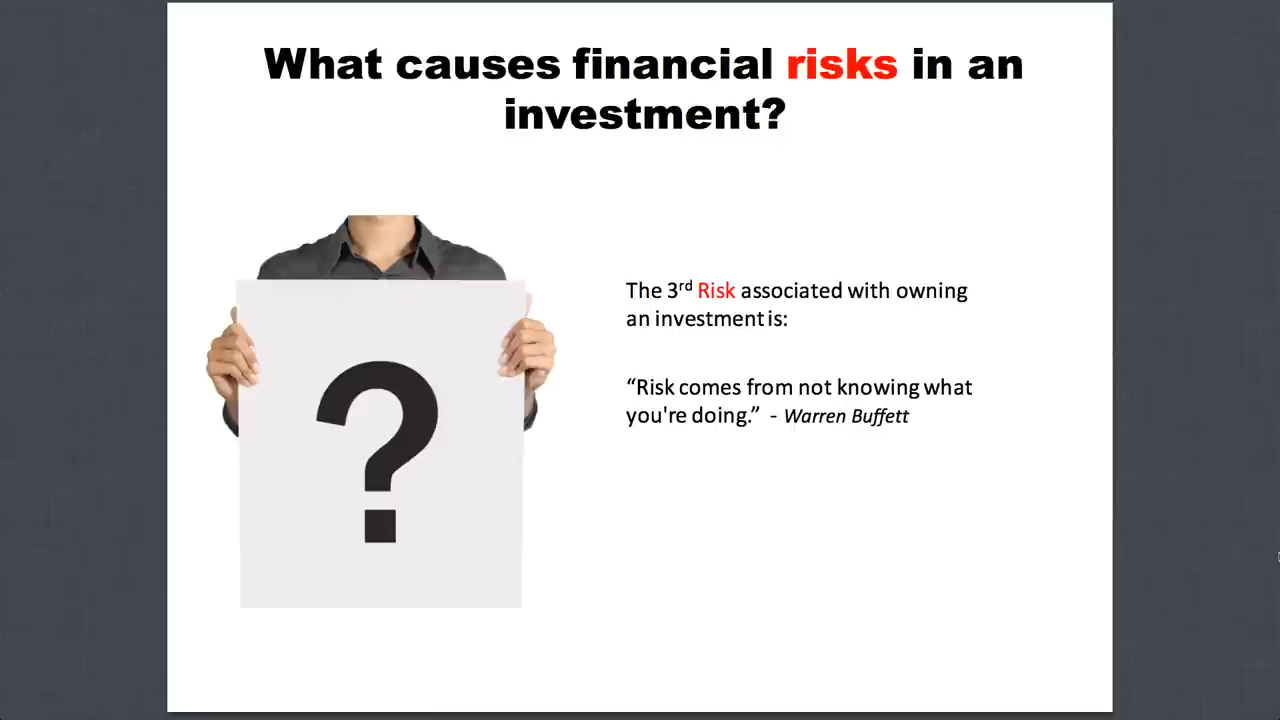 What causes financial risks in an
investment?
The 3rd Risk associated with owning
an investment is:
“Risk comes from not knowing what
you're doing.” - Warren Buffett
?